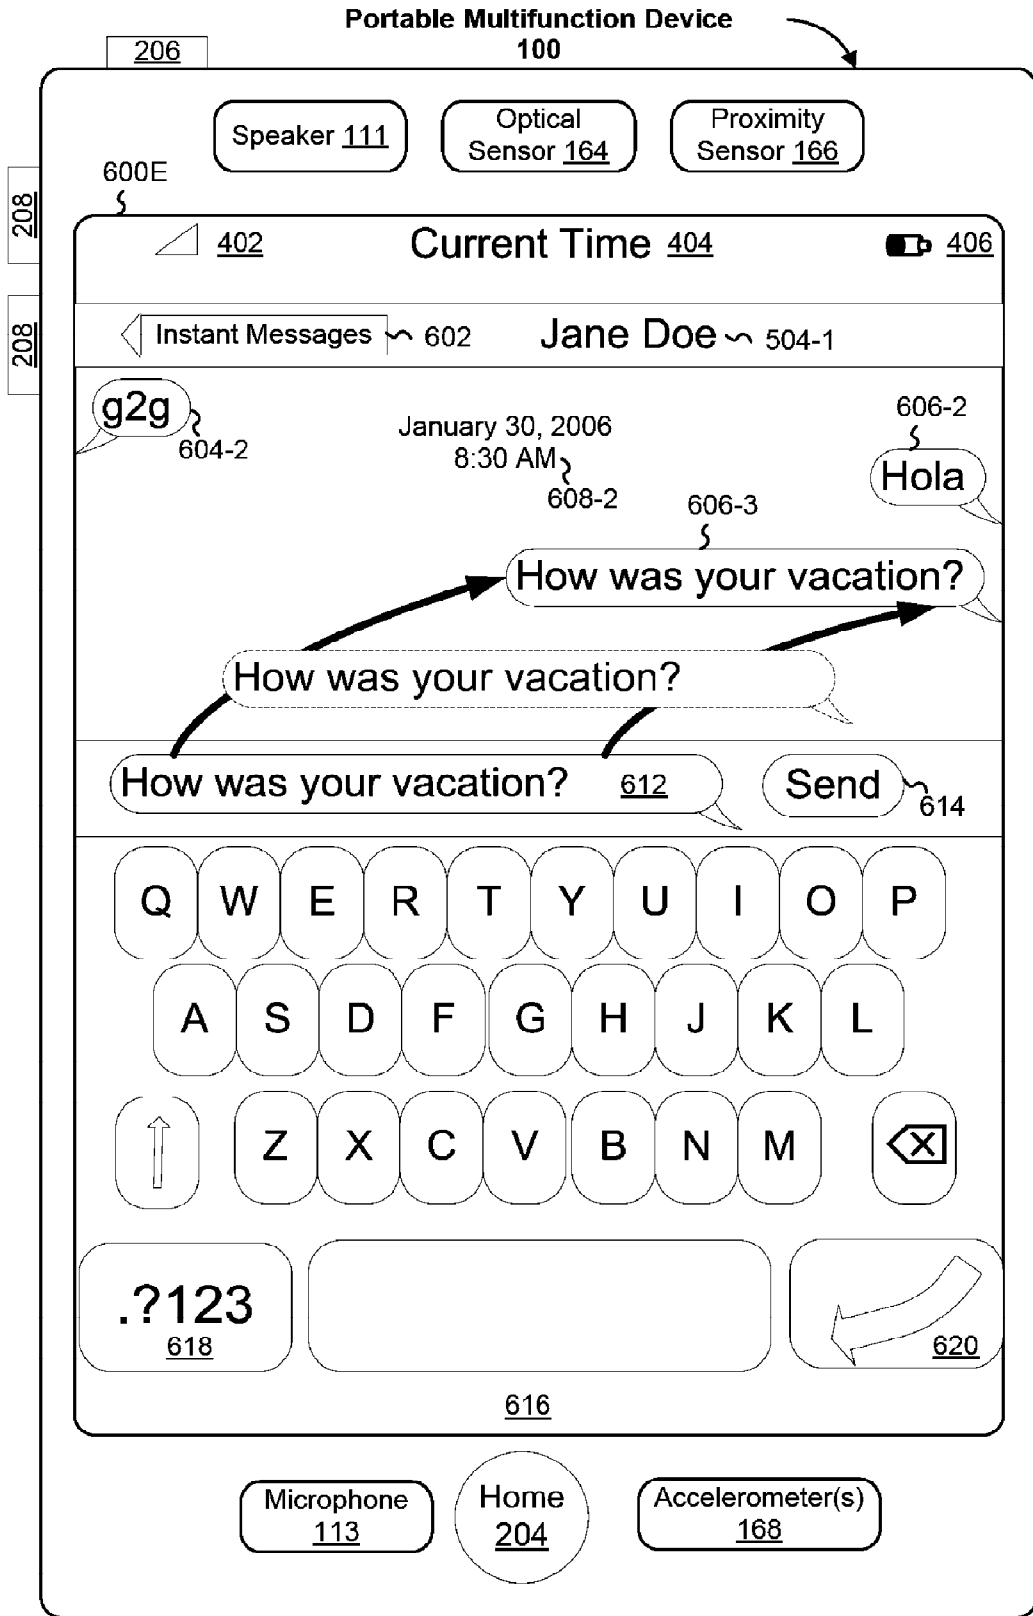 Portable Multifunction Device
100
206
Speaker 111
Optical
Sensor 164
Proximity
Sensor 166
600E
208
208
402
Current Time 404
406
Instant Messages
602
Jane Doe
504-1
g2g
604-2
January 30, 2006
8:30 AM
608-2
606-2
Hola
606-3
How was your vacation?
How was your vacation?
How was your vacation?
612
Send
614
Q W E R T Y U I O P
A S D F G H J K L
Z X C V B N M
X
.?123
618
620
616
Microphone
113
Home
204
Accelerometer(s)
168